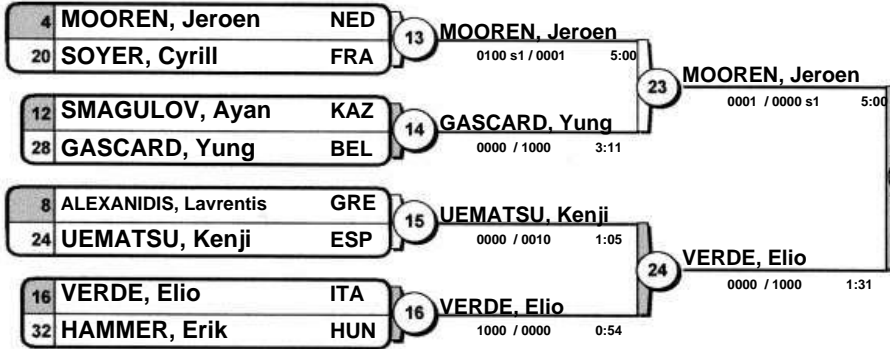 4 MOOREN, Jeroen NED
20 SOYER, Cyrill FRA
13
MOOREN, Jeroen
0100 s1 / 0001 5:00
12 SMAGULOV, Ayan KAZ
28 GASCARD, Yung BEL
14
GASCARD, Yung
0000 / 1000 3:11
23
MOOREN, Jeroen
0001 / 0000 s1 5:00
8 ALEXANIDIS, Lavrentis GRE
24 UEMATSU, Kenji ESP
15
UEMATSU, Kenji
0000 / 0010 1:05
16 VERDE, Elio ITA
32 HAMMER, Erik HUN
16
VERDE, Elio
1000 / 0000 0:54
24
VERDE, Elio
0000 / 1000 1:31